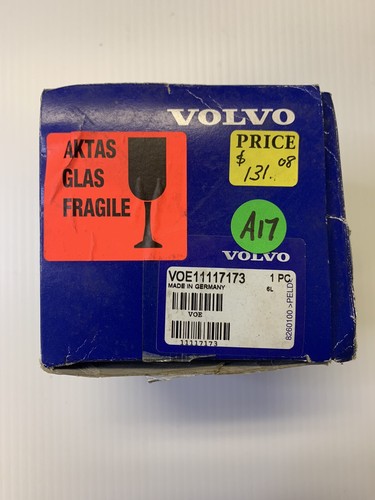 VOLVO
AKTAS
GLAS
FRAGILE
PRICE
$ 131.08
A17
VOLVO
VOE11117173
1 PC
MADE IN GERMANY
6L
VOE
11117173
8260100 >PELD